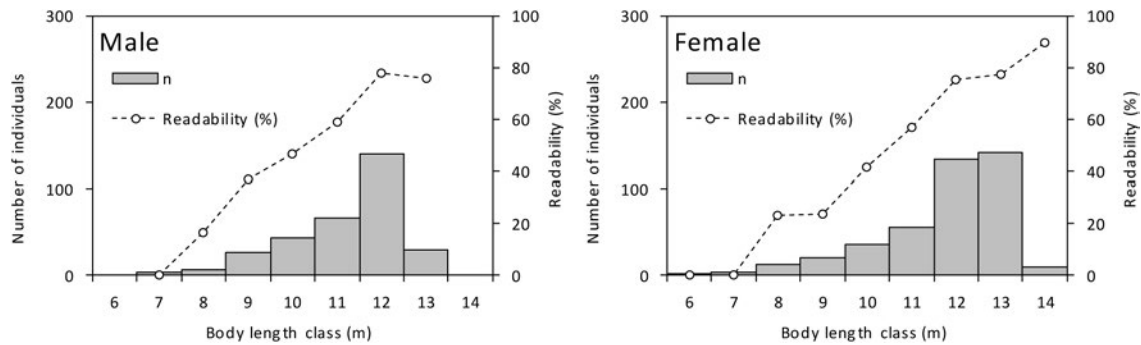 Male
n
Readability (%)
300
200
100
0
100
80
60
40
20
0
Number of individuals
Readability (%)
6 7 8 9 10 11 12 13 14
Body length class (m)
Female
n
Readability (%)
300
200
100
0
100
80
60
40
20
0
Number of individuals
Readability (%)
6 7 8 9 10 11 12 13 14
Body length class (m)